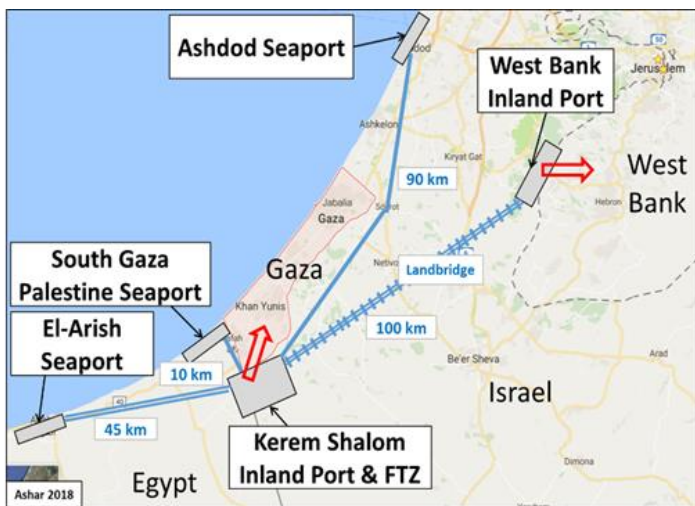 Ashdod Seaport
dod
West Bank
Inland Port
Jerusalem
Ashkelon
Kiryat Gat
West
Bank
Hebron
90 km
Jabalia
Gaza
Gaza
Landbridge
South Gaza
Palestine Seaport
Khan Yunis
100 km
El-Arish
Seaport
10 km
Be'er Sheva
Arad
Israel
40
45 km
Kerem Shalom
Inland Port & FTZ
Dimona
Egypt
Ashar 2018